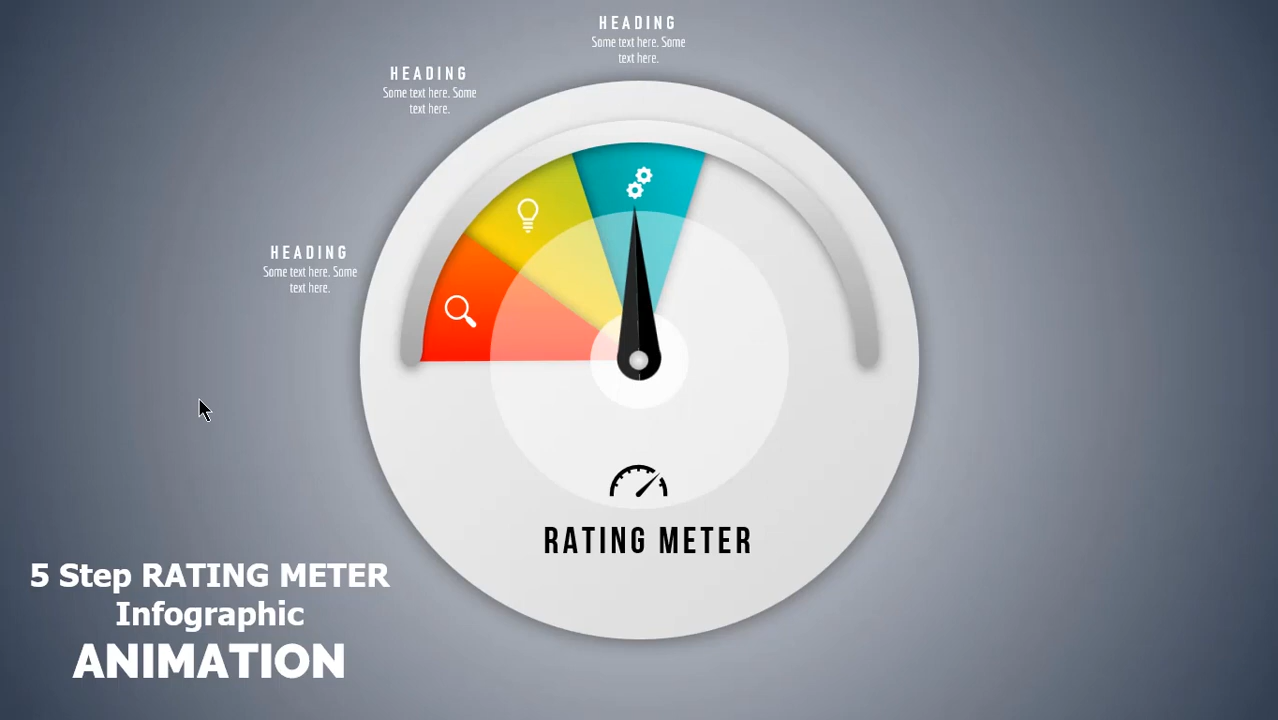 HEADING
Some text here. Some
text here.
HEADING
Some text here. Some
text here.
HEADING
Some text here. Some
text here.
RATING METER
5 Step RATING METER
Infographic
ANIMATION